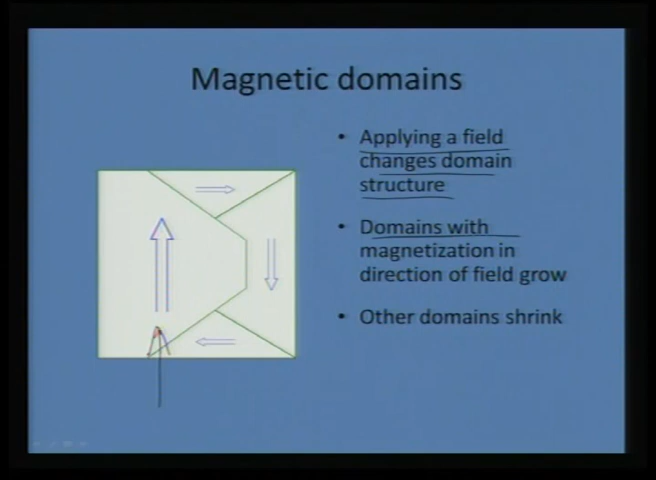 Magnetic domains
• Applying a field
changes domain
structure
• Domains with
magnetization in
direction of field grow
• Other domains shrink